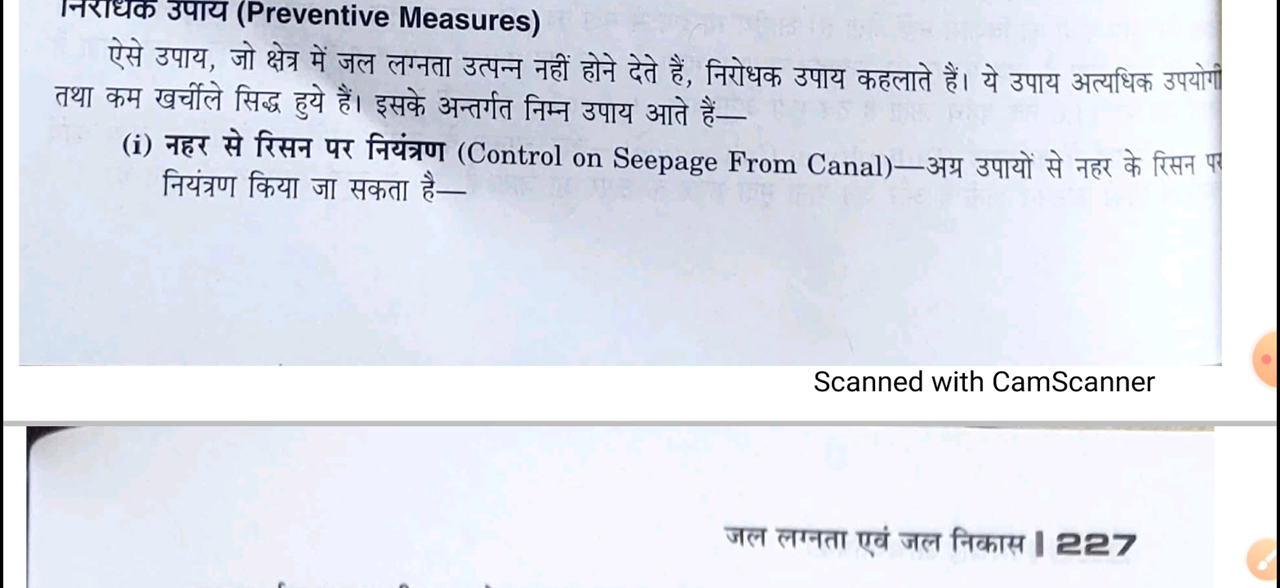 निरोधक उपाय (Preventive Measures)
ऐसे उपाय, जो क्षेत्र में जल लग्नता उत्पन्न नहीं होने देते हैं, निरोधक उपाय कहलाते हैं। ये उपाय अत्यधिक उपयोगी
तथा कम खर्चीले सिद्ध हुये हैं। इसके अन्तर्गत निम्न उपाय आते हैं—
(i) नहर से रिसन पर नियंत्रण (Control on Seepage From Canal)—अग्र उपायों से नहर के रिसन पर
नियंत्रण किया जा सकता है—
Scanned with CamScanner
जल लग्नता एवं जल निकास | 227